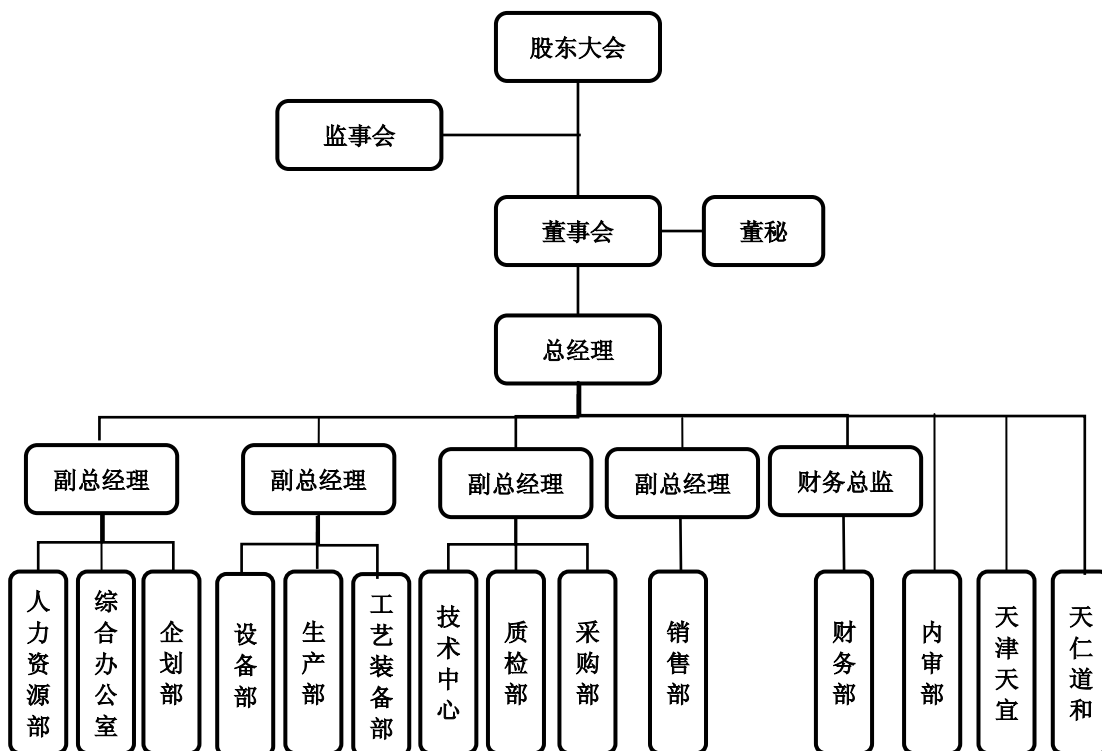 股东大会
监事会
董事会
董秘
总经理
副总经理
副总经理
副总经理
副总经理
财务总监
人力资源部
综合办公室
企划部
设备部
生产部
工艺装备部
技术中心
质检部
采购部
销售部
财务部
内审部
天津天宜
天仁道和